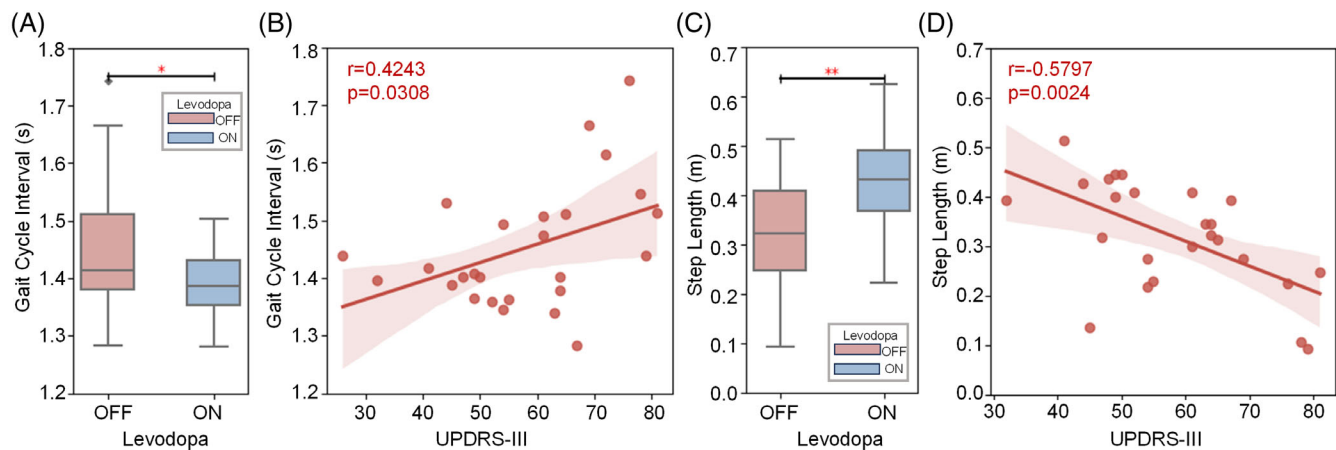 (A)
Gait Cycle Interval (s)
1.8
1.7
1.6
1.5
1.4
1.3
1.2
*
Levodopa
OFF
ON
OFF ON
Levodopa
(B)
Gait Cycle Interval (s)
1.8
1.7
1.6
1.5
1.4
1.3
1.2
r=0.4243
p=0.0308
30 40 50 60 70 80
UPDRS-III
(C)
Step Length (m)
0.7
0.6
0.5
0.4
0.3
0.2
0.1
0.0
**
Levodopa
OFF
ON
OFF ON
Levodopa
(D)
Step Length (m)
0.7
0.6
0.5
0.4
0.3
0.2
0.1
0.0
r=-0.5797
p=0.0024
30 40 50 60 70 80
UPDRS-III